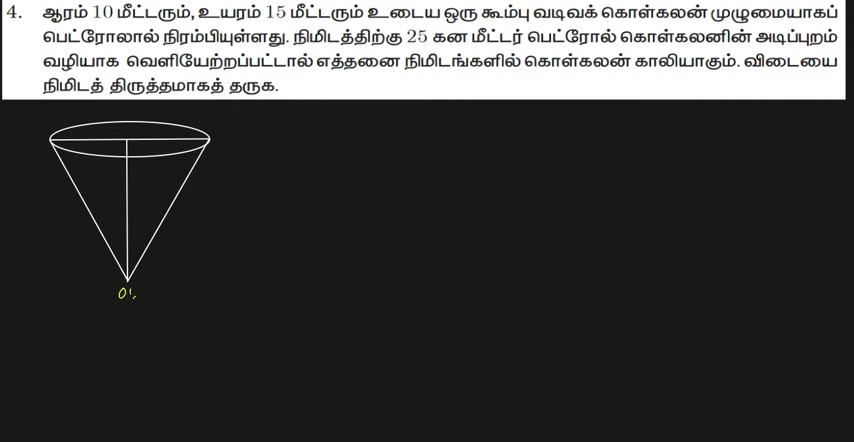 4. ஆரம் 10 மீட்டரும், உயரம் 15 மீட்டரும் உடைய ஒரு கூம்பு வடிவக் கொள்கலன் முழுமையாகப்
பெட்ரோலால் நிரம்பியுள்ளது. நிமிடத்திற்கு 25 கன மீட்டர் பெட்ரோல் கொள்கலனின் அடிப்புறம்
வழியாக வெளியேற்றப்பட்டால் எத்தனை நிமிடங்களில் கொள்கலன் காலியாகும். விடையை
நிமிடத் திருத்தமாகத் தருக.